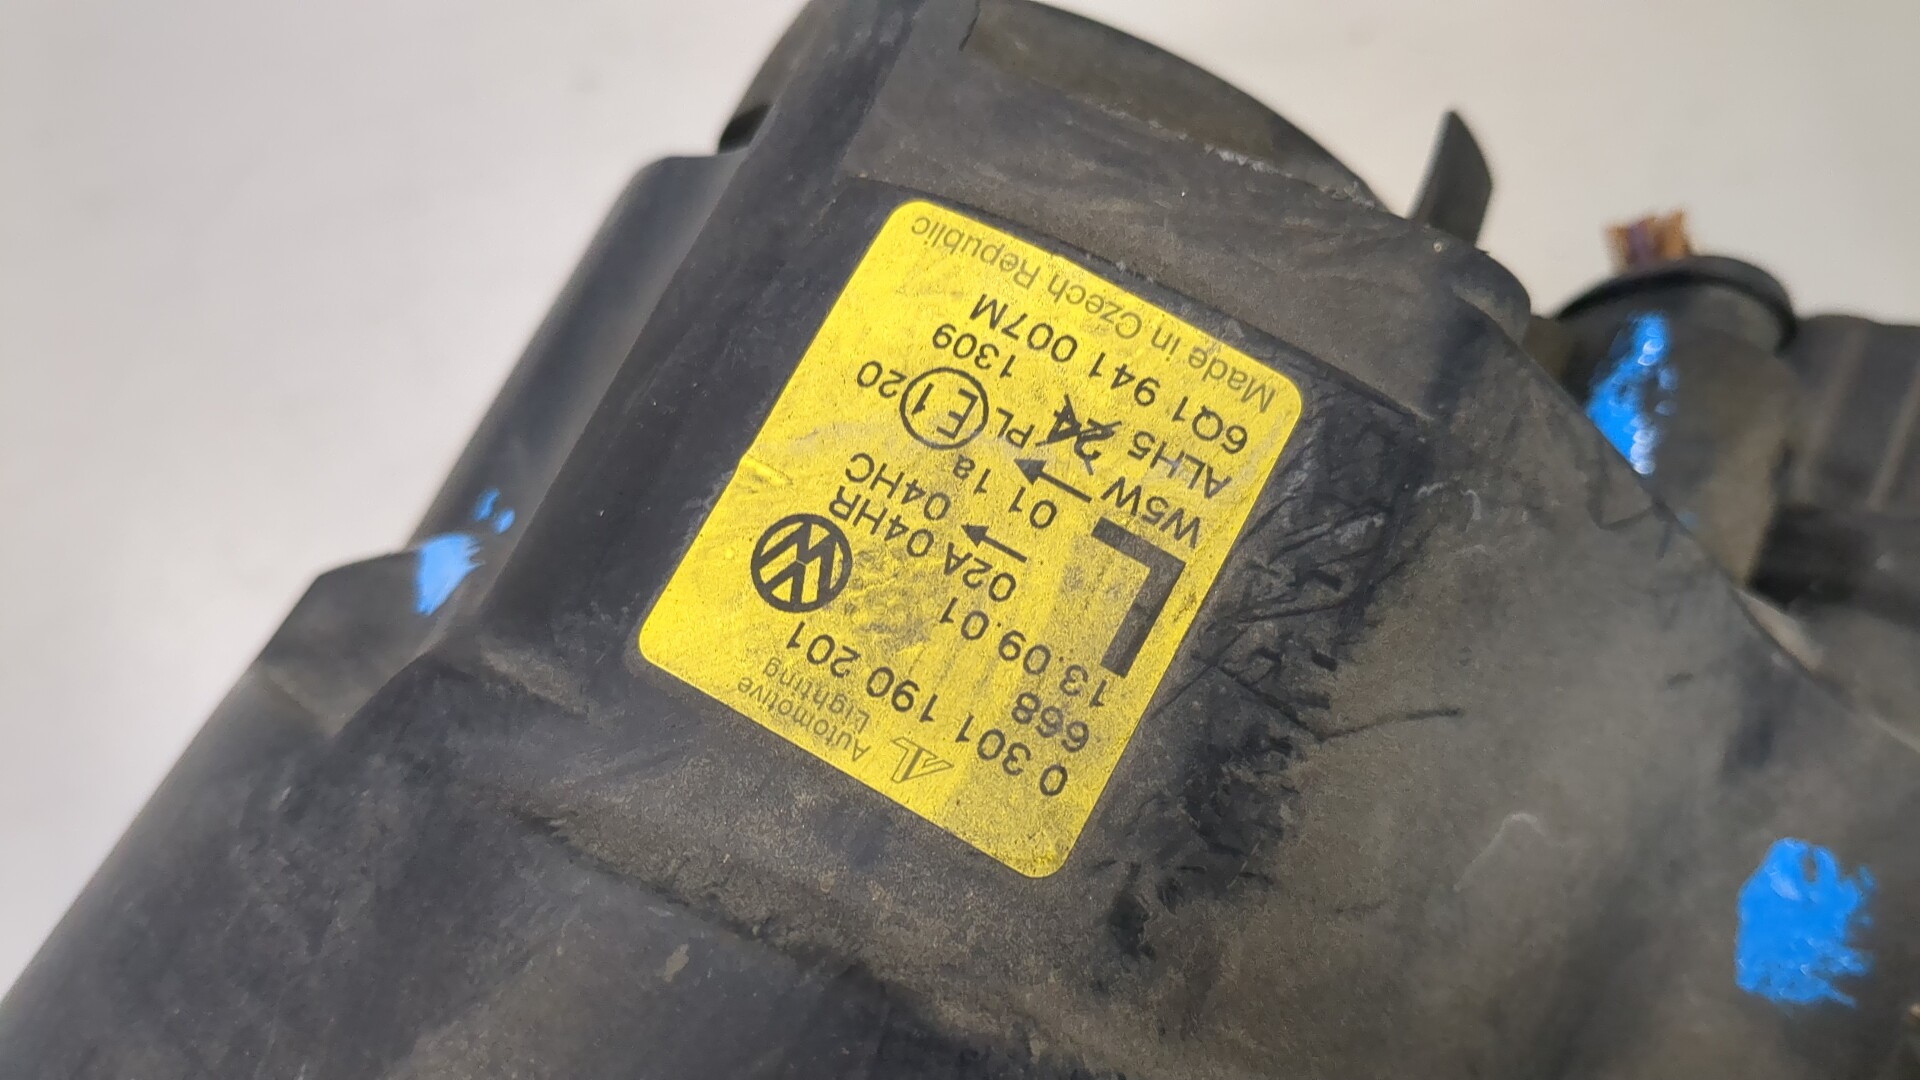 Automotive
Lighting
0 301 190 201
668
13.09.01
02A 04HR
← 04HC
L 01 1a
W5W ← PL E1 20
ALH5 24 1309
6Q1 941 007M
Made in Czech Republic